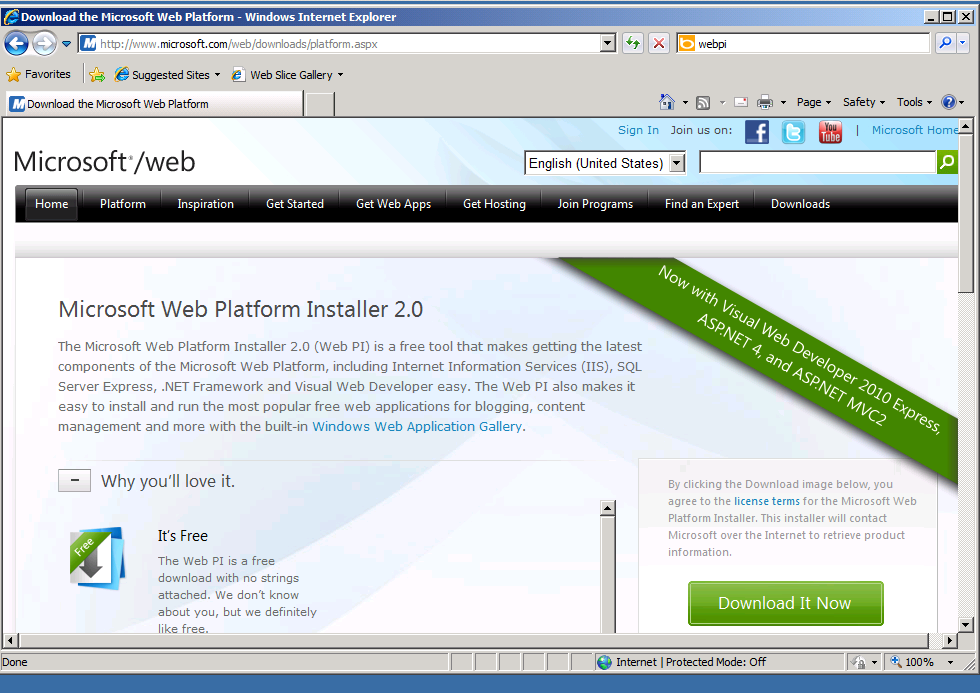 Download the Microsoft Web Platform - Windows Internet Explorer
http://www.microsoft.com/web/downloads/platform.aspx
webpi
Favorites Suggested Sites Web Slice Gallery
Download the Microsoft Web Platform
Page Safety Tools
Sign In Join us on: f t You Tube | Microsoft Home
Microsoft®/web
English (United States)
Home Platform Inspiration Get Started Get Web Apps Get Hosting Join Programs Find an Expert Downloads
Now with Visual Web Developer 2010 Express,
ASP.NET 4, and ASP.NET MVC2
Microsoft Web Platform Installer 2.0
The Microsoft Web Platform Installer 2.0 (Web PI) is a free tool that makes getting the latest
components of the Microsoft Web Platform, including Internet Information Services (IIS), SQL
Server Express, .NET Framework and Visual Web Developer easy. The Web PI also makes it
easy to install and run the most popular free web applications for blogging, content
management and more with the built-in Windows Web Application Gallery.
Why you'll love it.
Free
It's Free
The Web PI is a free
download with no strings
attached. We don't know
about you, but we definitely
like free.
By clicking the Download image below, you
agree to the license terms for the Microsoft Web
Platform Installer. This installer will contact
Microsoft over the Internet to retrieve product
information.
Download It Now
Done
Internet | Protected Mode: Off
100%